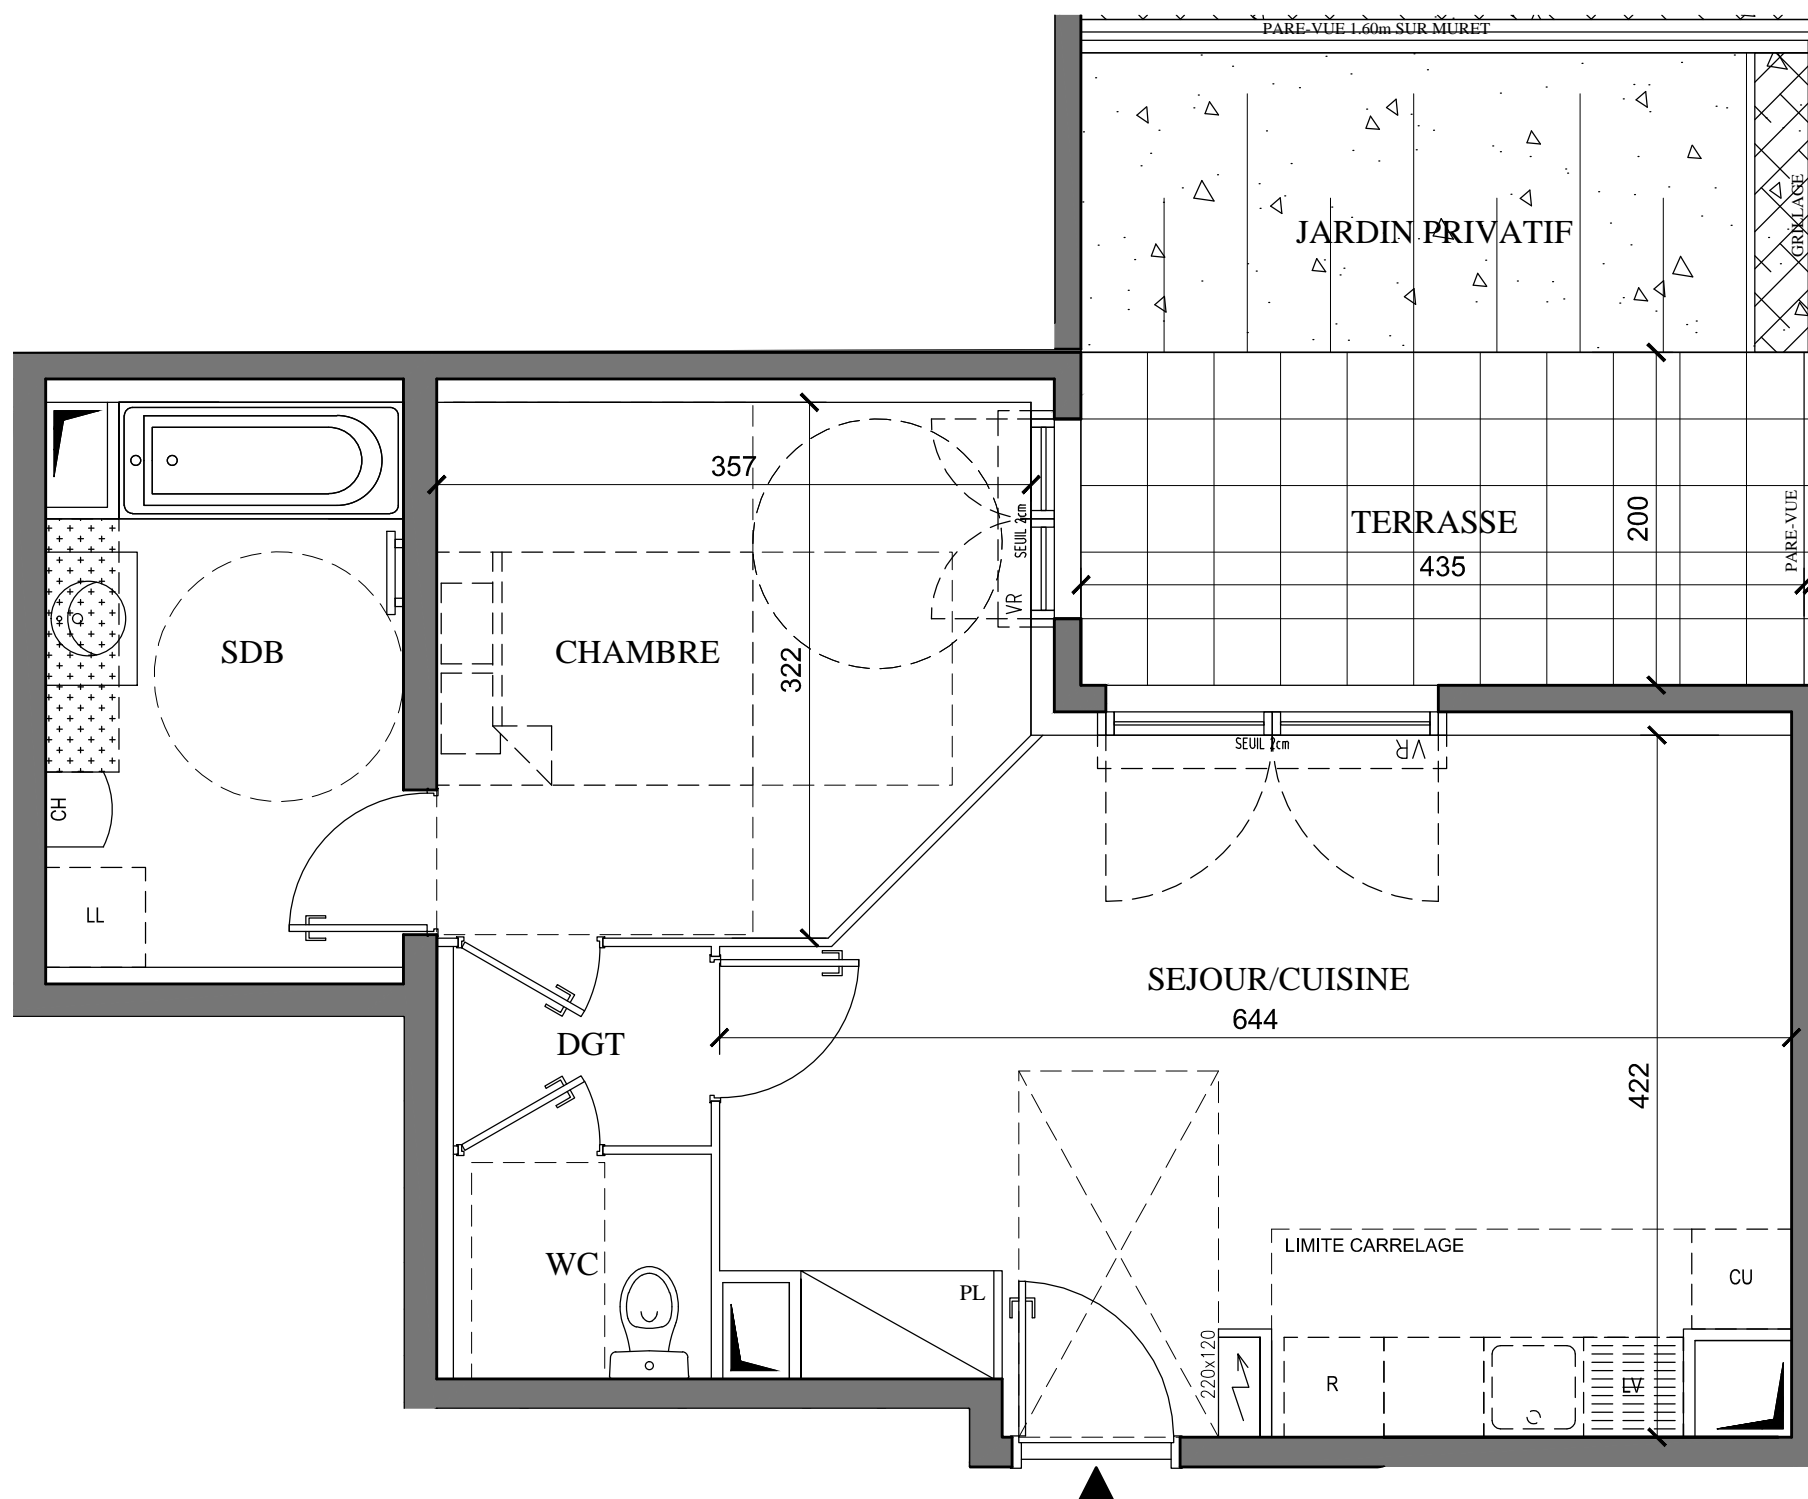 PARE-VUE 1.60m SUR MURET
JARDIN PRIVATIF
GRILLAGE
357
SEUIL 2cm
VR
TERRASSE
435
200
PARE-VUE
SDB
CHAMBRE
322
SEUIL 2cm
VR
CH
LL
SEJOUR/CUISINE
644
DGT
422
WC
PL
LIMITE CARRELAGE
CU
220x120
R
LV